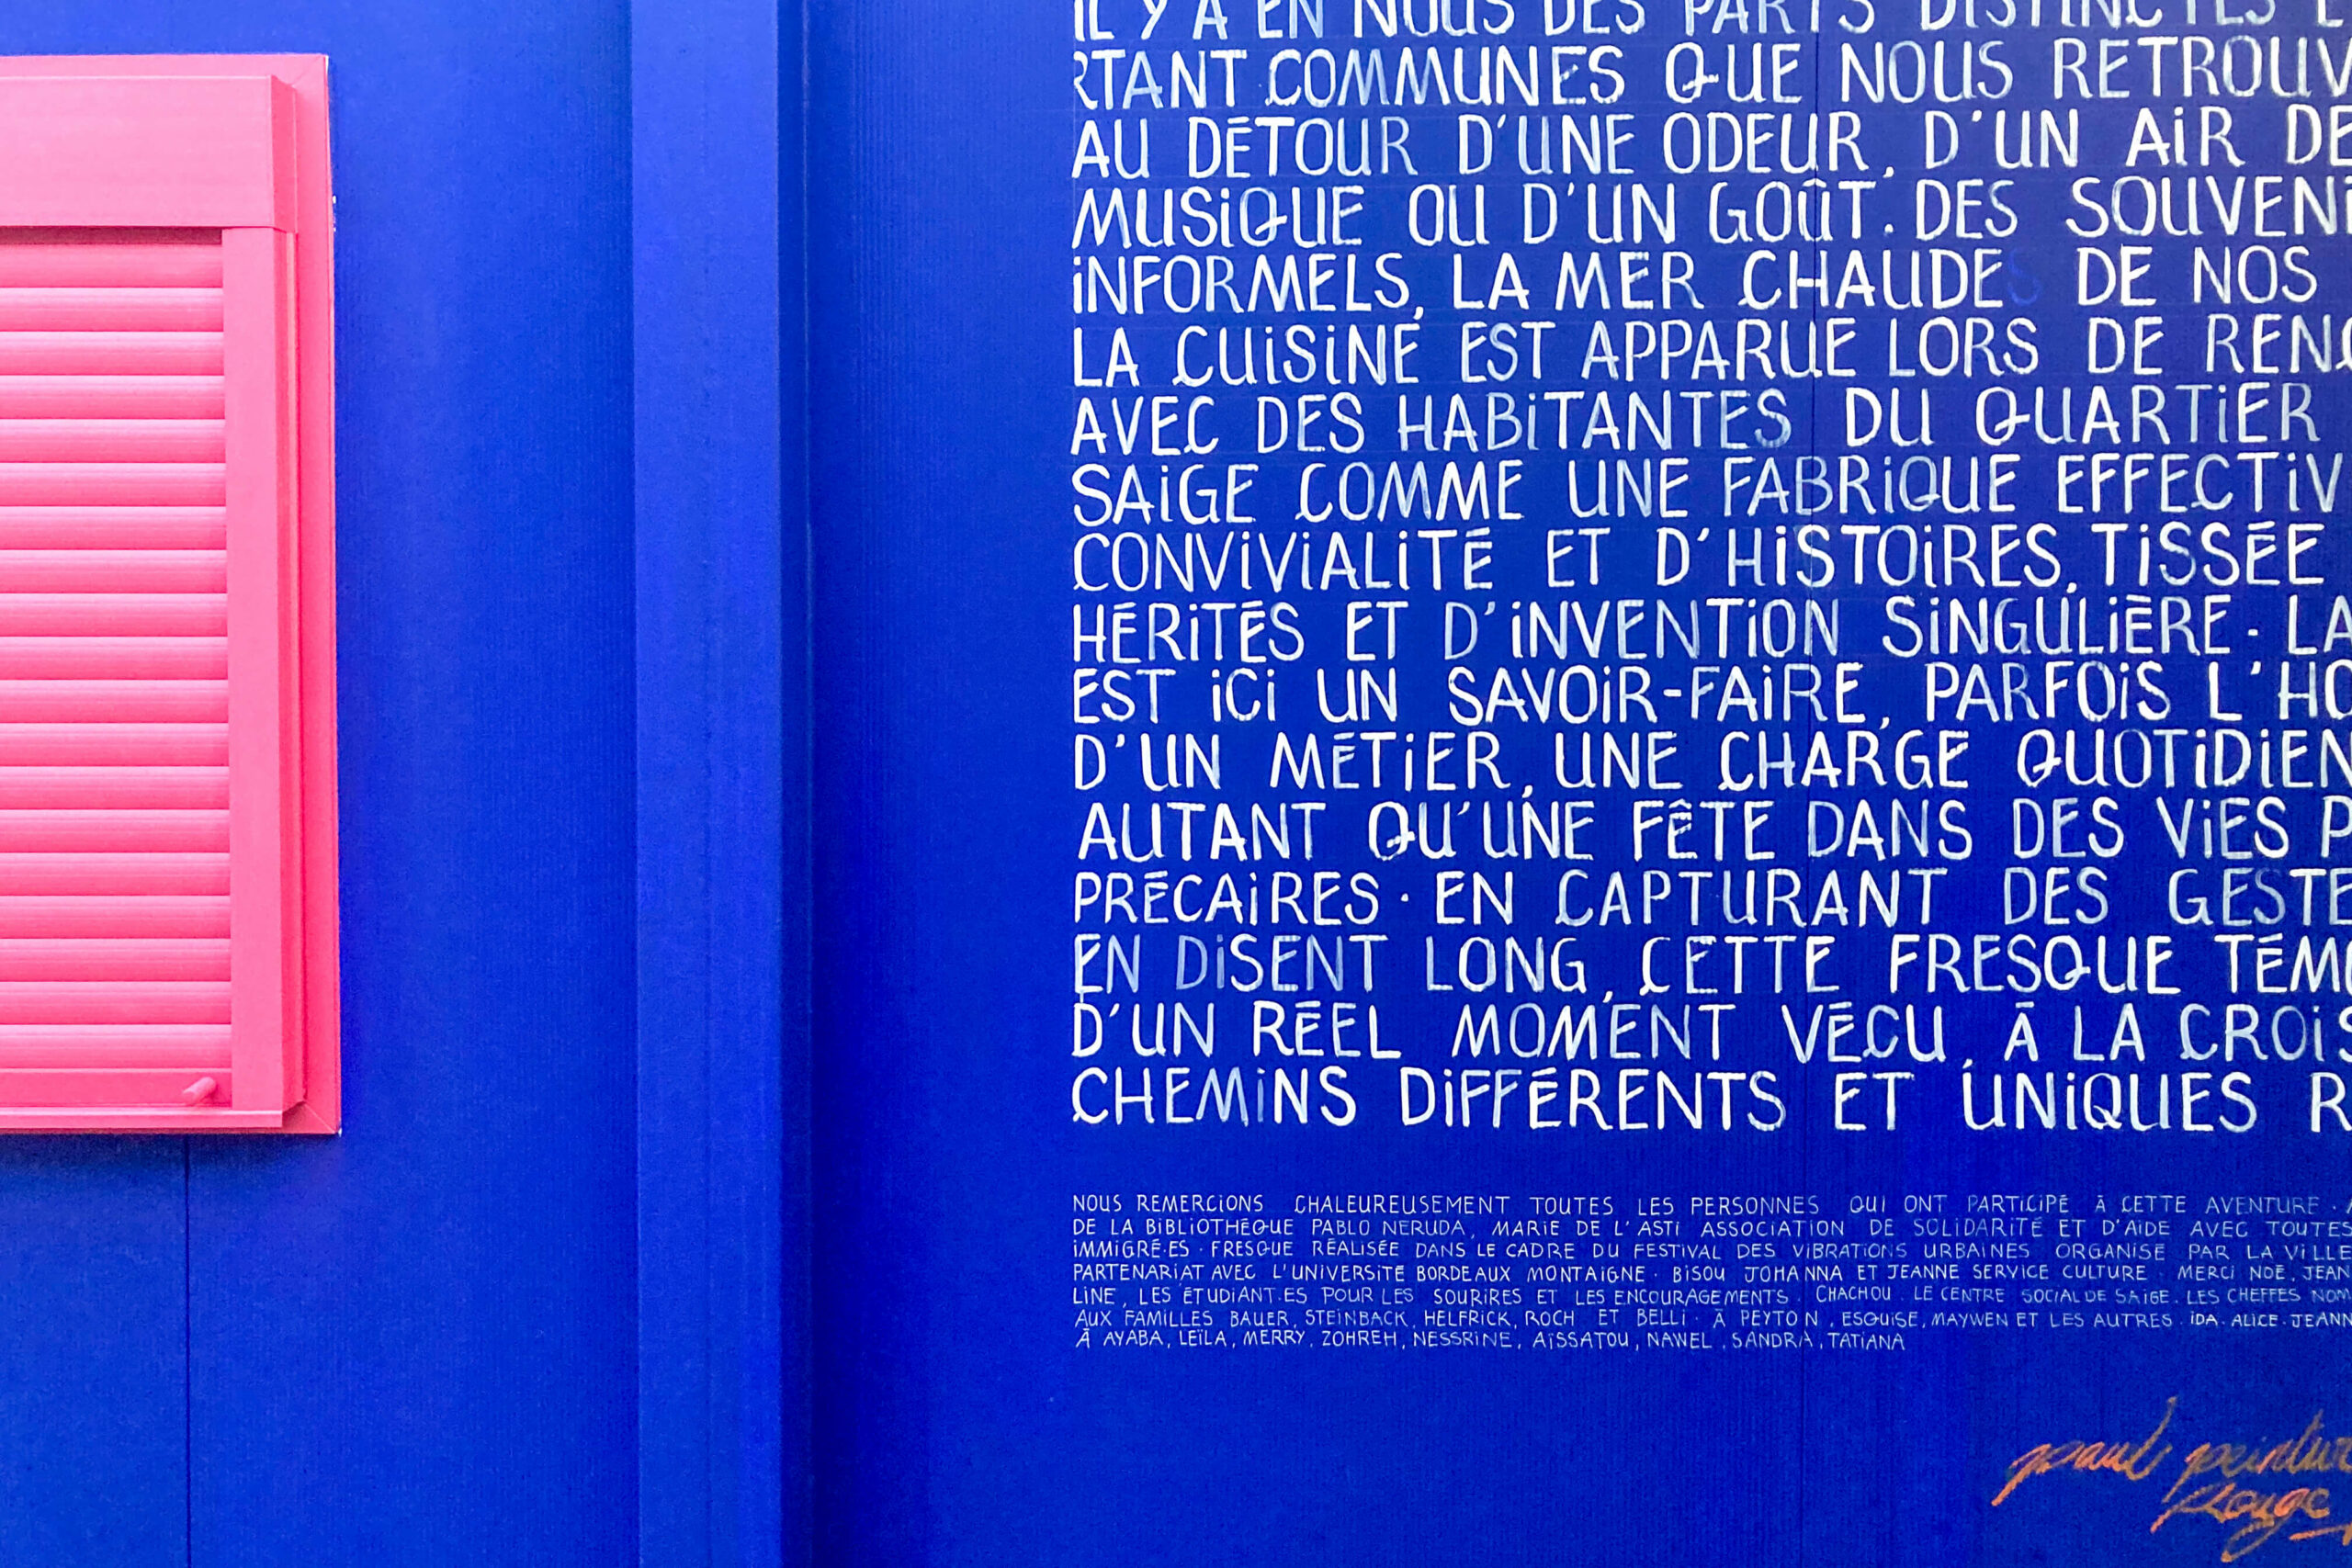 IL Y A EN NOUS DES PARTS DISTINCTES E
RTANT COMMUNES QUE NOUS RETROUV
AU DÉTOUR D'UNE ODEUR, D'UN AIR DE
MUSIQUE OU D'UN GOÛT. DES SOUVENI
INFORMELS, LA MER CHAUDE DE NOS
LA CUISINE EST APPARUE LORS DE RENC
AVEC DES HABITANTES DU QUARTIER
SAIGE COMME UNE FABRIQUE EFFECTIV
CONVIVIALITÉ ET D'HISTOIRES, TISSÉE
HÉRITÉS ET D'INVENTION SINGULIÈRE. LA
EST ICI UN SAVOIR-FAIRE, PARFOIS L'HO
D'UN MÉTIER, UNE CHARGE QUOTIDIEN
AUTANT QU'UNE FÊTE DANS DES VIES P
PRÉCAIRES. EN CAPTURANT DES GESTE
EN DISENT LONG, CETTE FRESQUE TÉM
D'UN RÉEL MOMENT VÉCU, À LA CROIS
CHEMINS DIFFÉRENTS ET UNIQUES R
NOUS REMERCIONS CHALEUREUSEMENT TOUTES LES PERSONNES QUI ONT PARTICIPÉ À CETTE AVENTURE.
DE LA BIBLIOTHÈQUE PABLO NERUDA, MARIE DE L'ASTI ASSOCIATION DE SOLIDARITÉ ET D'AIDE AVEC TOUTES
IMMIGRÉ·ES · FRESQUE RÉALISÉE DANS LE CADRE DU FESTIVAL DES VIBRATIONS URBAINES ORGANISÉ PAR LA VILLE
PARTENARIAT AVEC L'UNIVERSITÉ BORDEAUX MONTAIGNE · BISOU JOHANNA ET JEANNE SERVICE CULTURE · MERCI NOÉ, JEAN
LINE, LES ÉTUDIANT·ES POUR LES SOURIRES ET LES ENCOURAGEMENTS. CHACHOU. LE CENTRE SOCIAL DE SAIGE. LES CHEFFES NOM
AUX FAMILLES BAUER, STEINBACK, HELFRICK, ROCH ET BELLI · À PEYTON, ESQUISE, MAYWEN ET LES AUTRES · IDA · ALICE · JEANN
À AYABA, LEÏLA, MERRY, ZOHREH, NESSRINE, AÏSSATOU, NAWEL, SANDRA, TATIANA
paul peintur
rouge